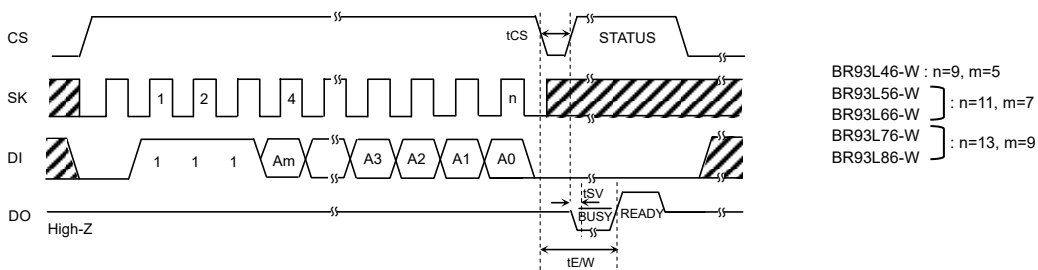 CS
tCS
STATUS
SK
1
2
4
n
DI
1
1
1
Am
A3
A2
A1
A0
tSV
DO
BUSY
READY
High-Z
tE/W
BR93L46-W : n=9, m=5
BR93L56-W
BR93L66-W
: n=11, m=7
BR93L76-W
BR93L86-W
: n=13, m=9